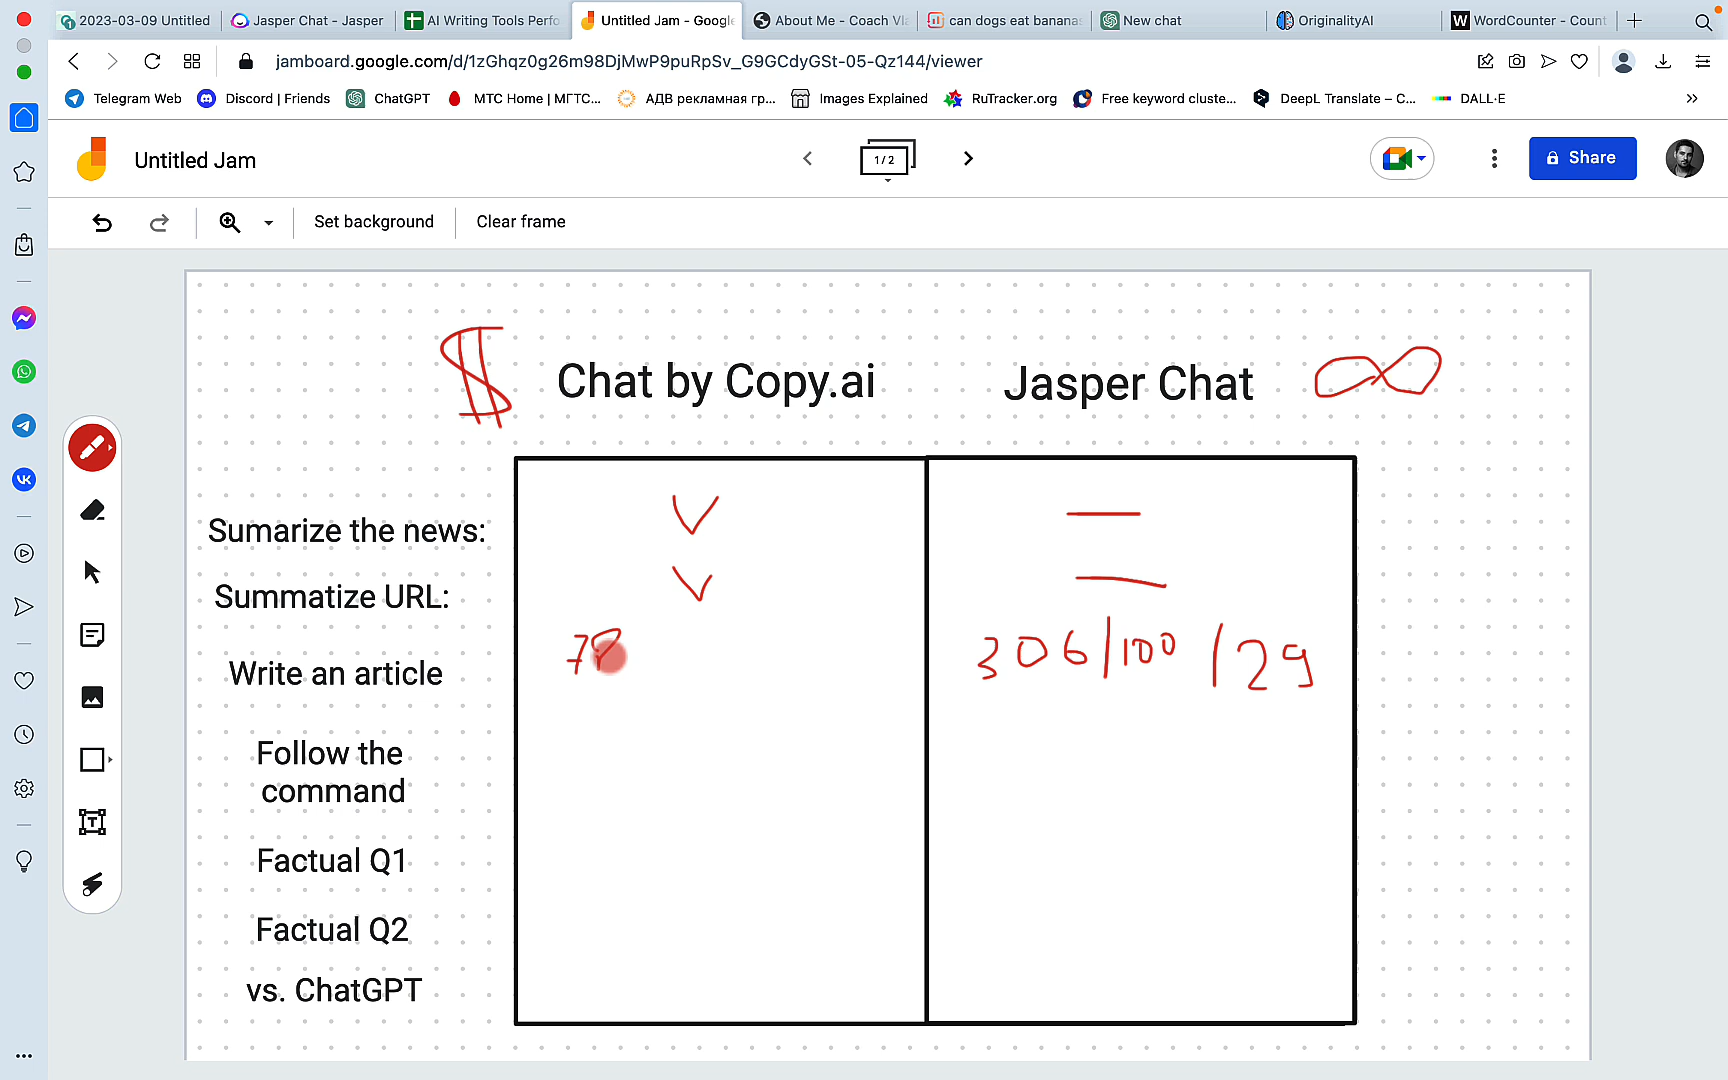 2023-03-09 Untitled
Jasper Chat - Jasper
AI Writing Tools Perfo
Untitled Jam - Google
About Me - Coach Vla
can dogs eat bananas
New chat
OriginalityAI
WordCounter - Count
jamboard.google.com/d/1zGhqz0g26m98DjMwP9puRpSv_G9GCdyGSt-05-Qz144/viewer
Telegram Web
Discord | Friends
ChatGPT
МТС Home | МГТС...
АДВ рекламная гр...
Images Explained
RuTracker.org
Free keyword cluste...
DeepL Translate – C...
DALL·E
Untitled Jam
1 / 2
Share
Set background
Clear frame
$ Chat by Copy.ai
Jasper Chat ∞
Sumarize the news:
Summatize URL:
Write an article
78
306/100/29
Follow the
command
Factual Q1
Factual Q2
vs. ChatGPT